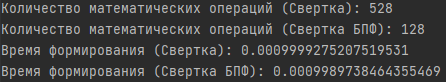 Количество математических операций (Свертка): 528
Количество математических операций (Свертка БПФ): 128
Время формирования (Свертка): 0.0009999275207519531
Время формирования (Свертка БПФ): 0.0009989738464355469